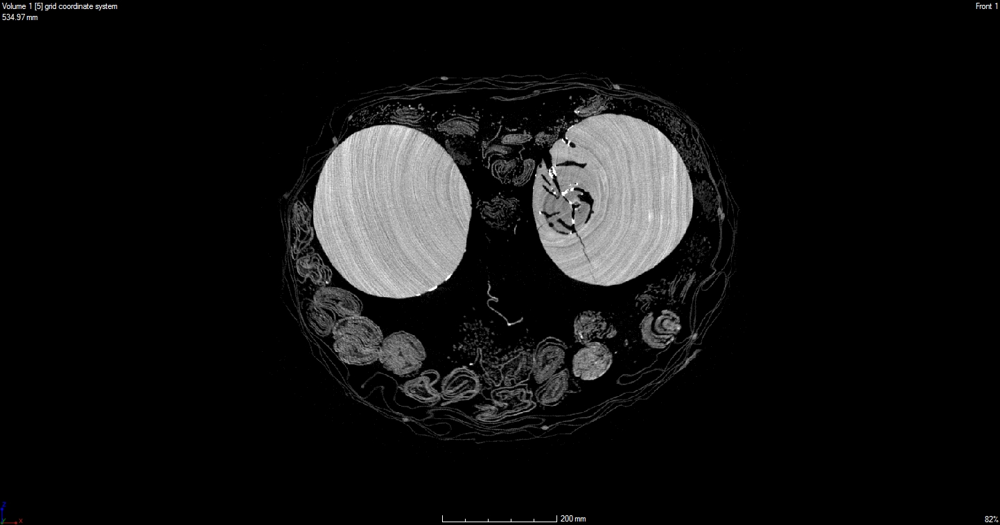 Volume 1 [5] grid coordinate system
Front 1
534.97 mm
z
x
200 mm
82%